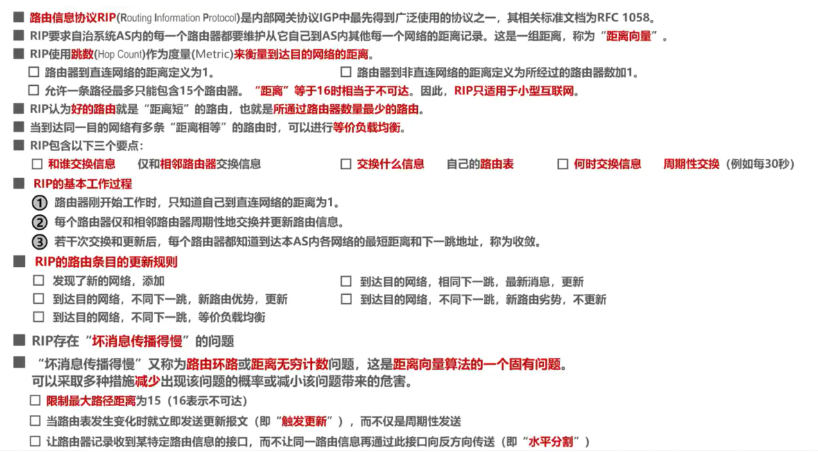 路由信息协议RIP(Routing Information Protocol)是内部网关协议IGP中最先得到广泛使用的协议之一，其相关标准文档为RFC 1058。
RIP要求自治系统AS内的每一个路由器都要维护从它自己到AS内其他每一个网络的距离记录。这是一组距离，称为“距离向量”。
RIP使用跳数(Hop Count)作为度量(Metric)来衡量到达目的网络的距离。
路由器到直连网络的距离定义为1。 路由器到非直连网络的距离定义为所经过的路由器数加1。
允许一条路径最多只能包含15个路由器。“距离”等于16时相当于不可达。因此，RIP只适用于小型互联网。
RIP认为好的路由就是“距离短”的路由，也就是所通过路由器数量最少的路由。
当到达同一目的网络有多条“距离相等”的路由时，可以进行等价负载均衡。
RIP包含以下三个要点：
和谁交换信息 仅和相邻路由器交换信息 交换什么信息 自己的路由表 何时交换信息 周期性交换（例如每30秒）
RIP的基本工作过程
① 路由器刚开始工作时，只知道自己到直连网络的距离为1。
② 每个路由器仅和相邻路由器周期性地交换并更新路由信息。
③ 若干次交换和更新后，每个路由器都知道到达本AS内各网络的最短距离和下一跳地址，称为收敛。
RIP的路由条目的更新规则
发现了新的网络，添加 到达目的网络，相同下一跳，最新消息，更新
到达目的网络，不同下一跳，新路由优势，更新 到达目的网络，不同下一跳，新路由劣势，不更新
到达目的网络，不同下一跳，等价负载均衡
RIP存在“坏消息传播得慢”的问题
“坏消息传播得慢”又称为路由环路或距离无穷计数问题，这是距离向量算法的一个固有问题。
可以采取多种措施减少出现该问题的概率或减小该问题带来的危害。
限制最大路径距离为15（16表示不可达）
当路由表发生变化时就立即发送更新报文（即“触发更新”），而不仅是周期性发送
让路由器记录收到某特定路由信息的接口，而不让同一路由信息再通过此接口向反方向传送（即“水平分割”）